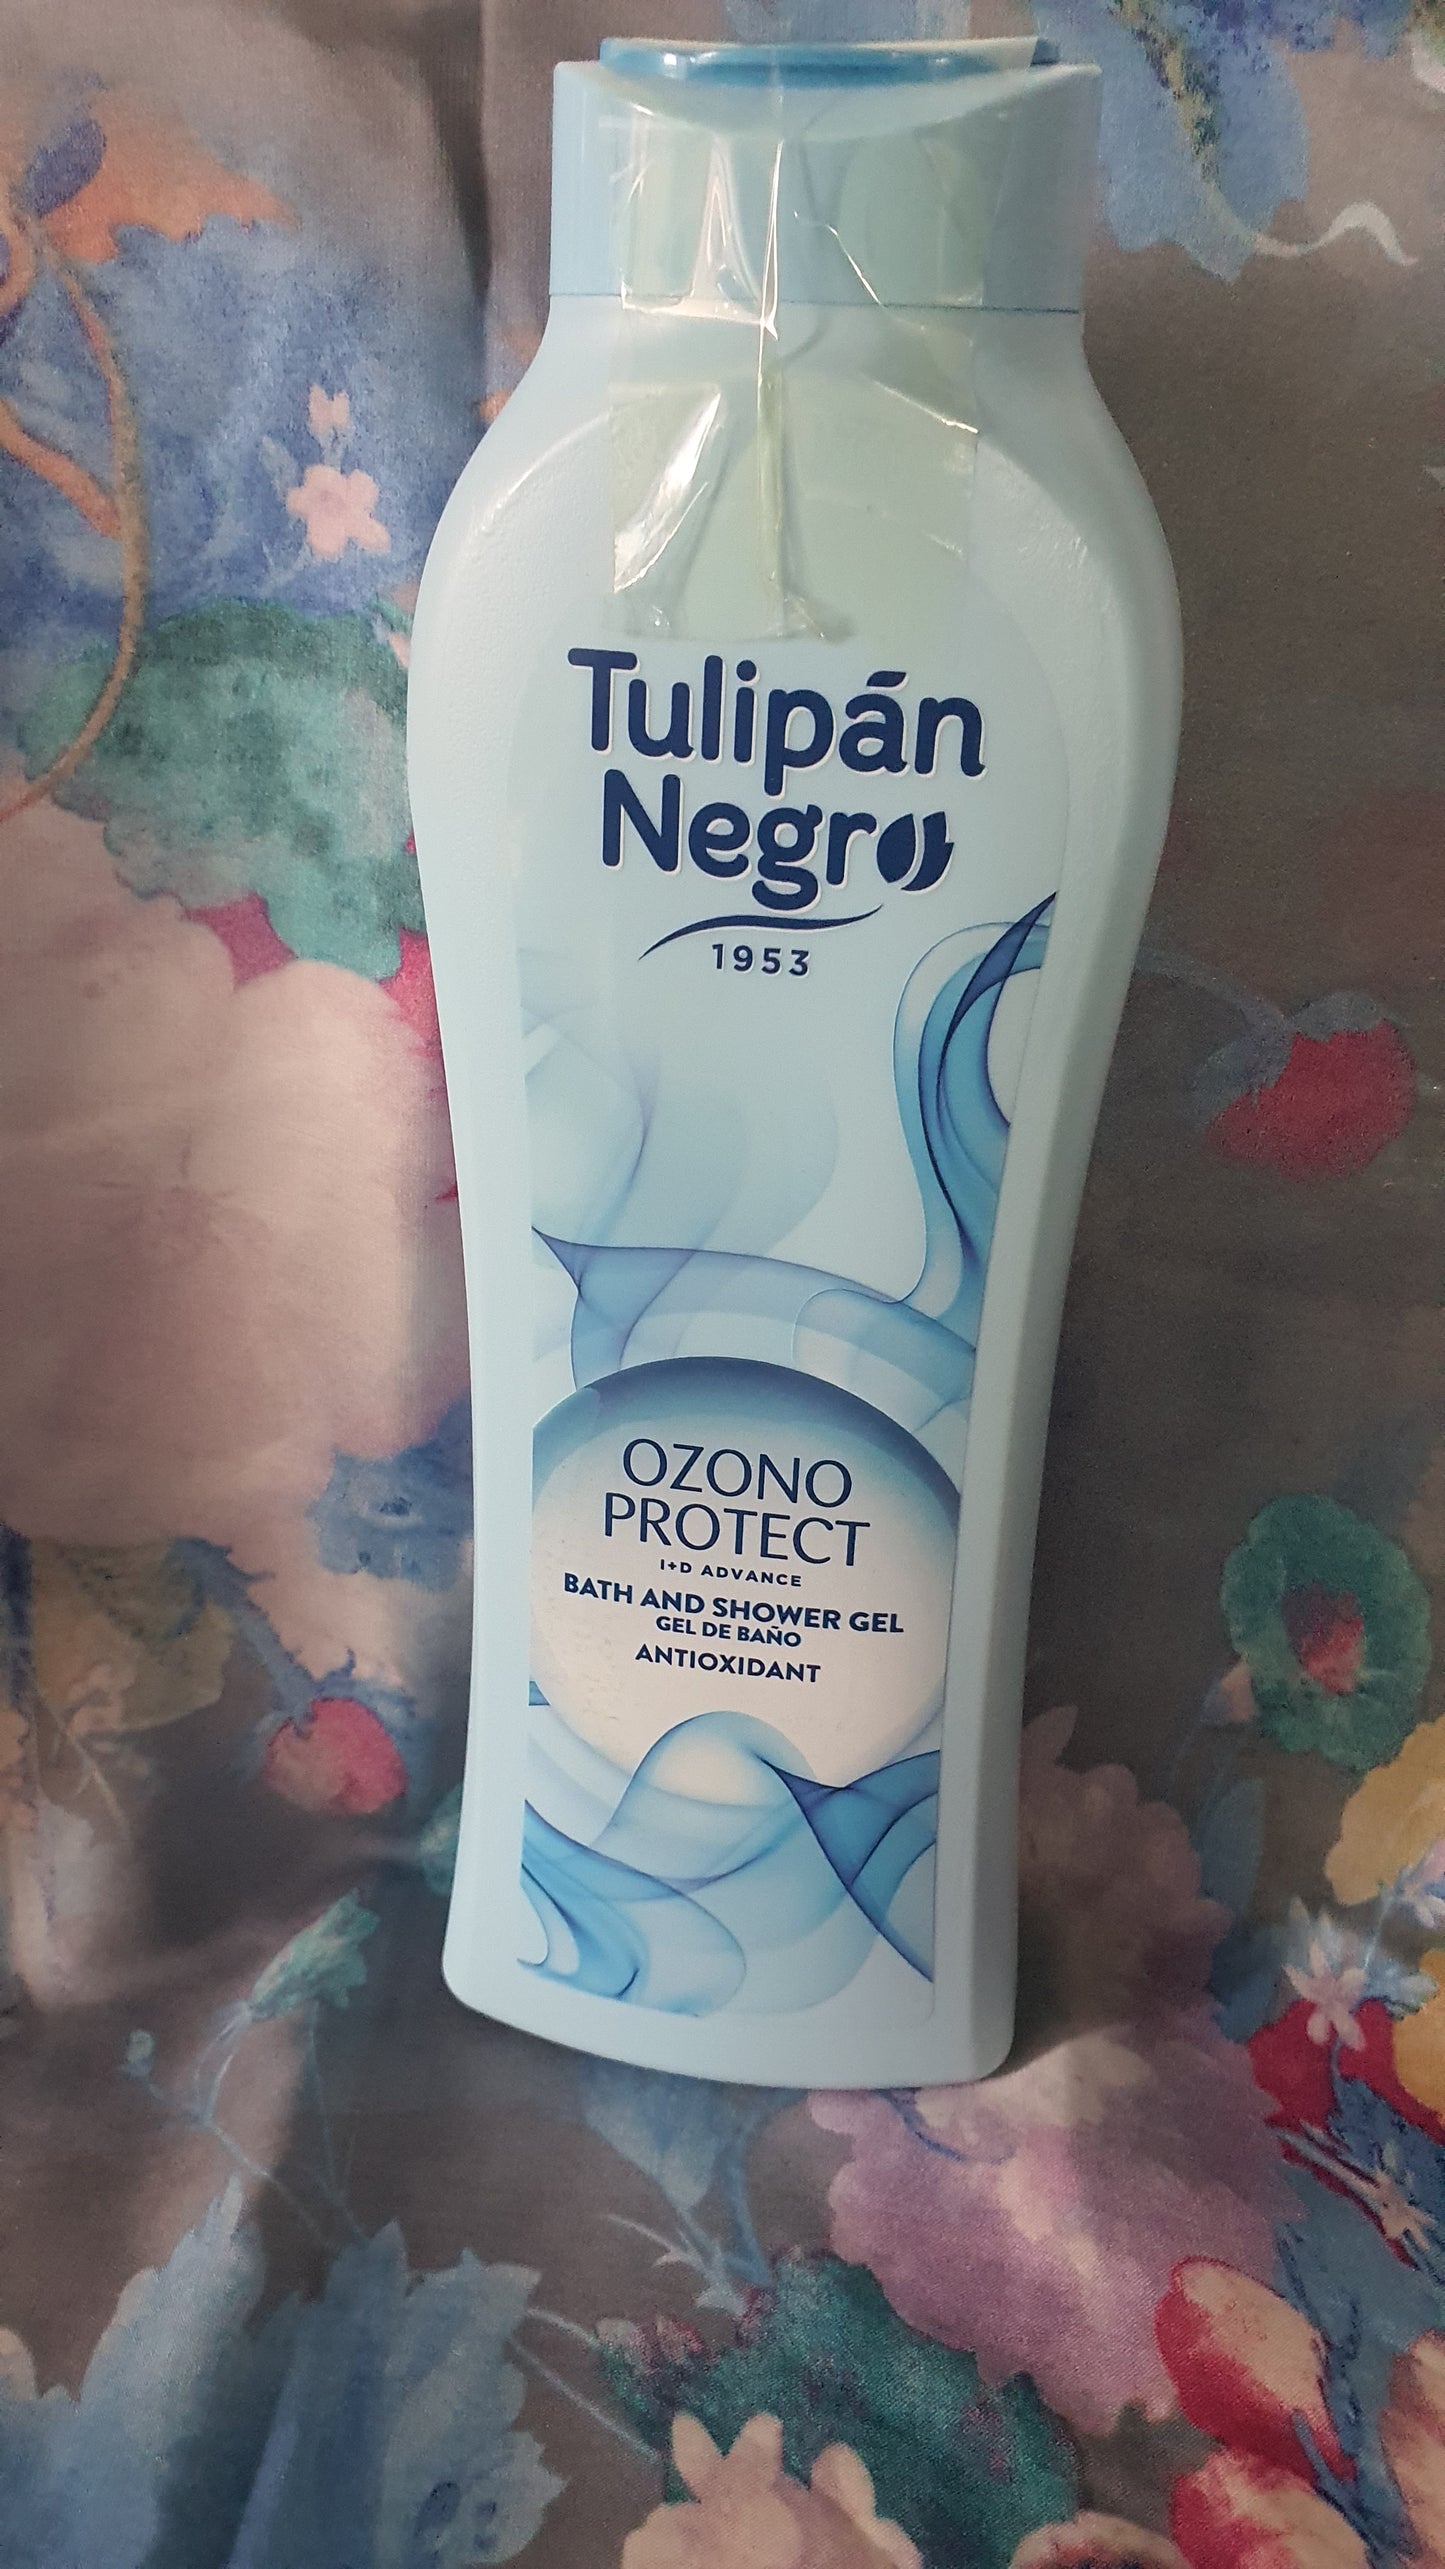 Tulipán
Negro
1953
OZONO
PROTECT
I+D ADVANCE
BATH AND SHOWER GEL
GEL DE BAÑO
ANTIOXIDANT